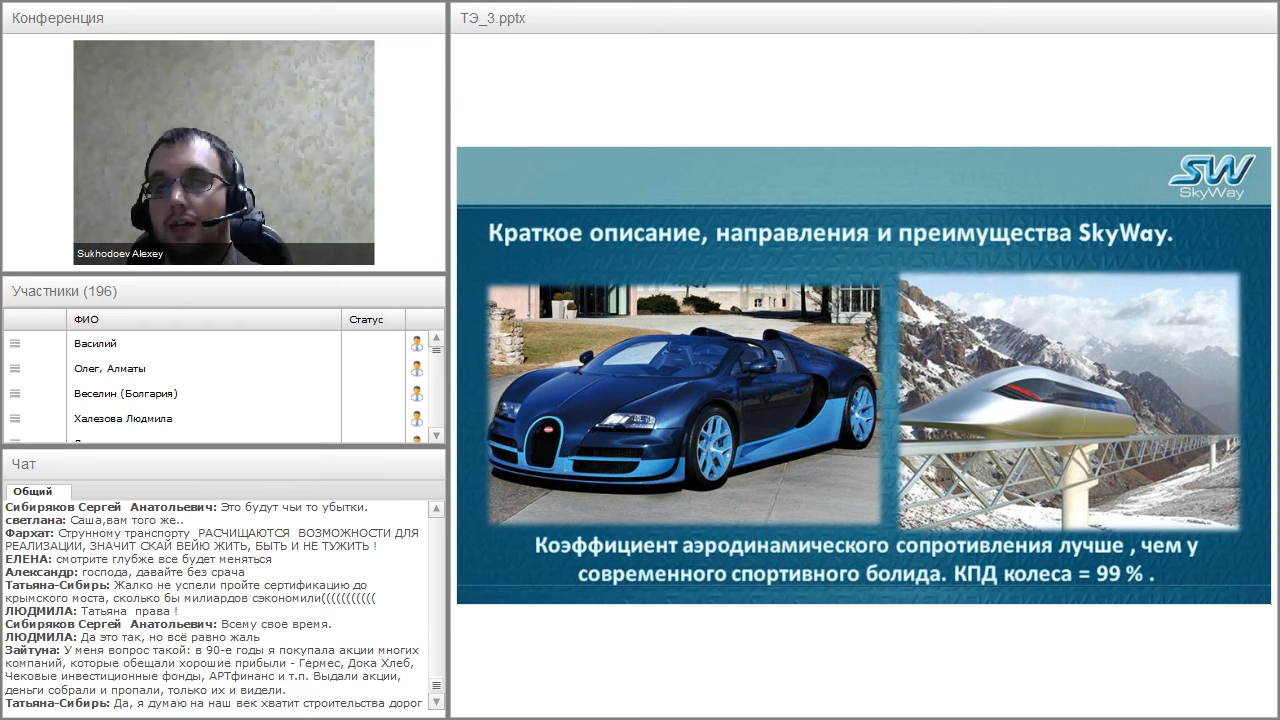 Конференция
Sukhodoev Alexey
Участники (196)
ФИО
Статус
Василий
Олег, Алматы
Веселин (Болгария)
Халезова Людмила
Чат
Общий
Сибиряков Сергей Анатольевич: Это будут чьи то убытки.
светлана: Саша,вам того же..
Фархат: Струнному транспорту _РАСЧИЩАЮТСЯ ВОЗМОЖНОСТИ ДЛЯ
РЕАЛИЗАЦИИ, ЗНАЧИТ СКАЙ ВЕЙЮ ЖИТЬ, БЫТЬ И НЕ ТУЖИТЬ !
ЕЛЕНА: смотрите глубже все будет меняться
Александр: господа, давайте без срача
Татьяна-Сибирь: Жалко не успели пройте сертификацию до
крымского моста, сколько бы милиардов сэкономили(((((((((((
ЛЮДМИЛА: Татьяна права !
Сибиряков Сергей Анатольевич: Всему свое время.
ЛЮДМИЛА: Да это так, но всё равно жаль
Зайтуна: У меня вопрос такой: в 90-е годы я покупала акции многих
компаний, которые обещали хорошие прибыли - Гермес, Дока Хлеб,
Чековые инвестиционные фонды, АРТфинанс и т.п. Выдали акции,
деньги собрали и пропали, только их и видели.
Татьяна-Сибирь: Да, я думаю на наш век хватит строительства дорог
ТЭ_3.pptx
SW
SkyWay
Краткое описание, направления и преимущества SkyWay.
Коэффициент аэродинамического сопротивления лучше , чем у
современного спортивного болида. КПД колеса = 99 % .